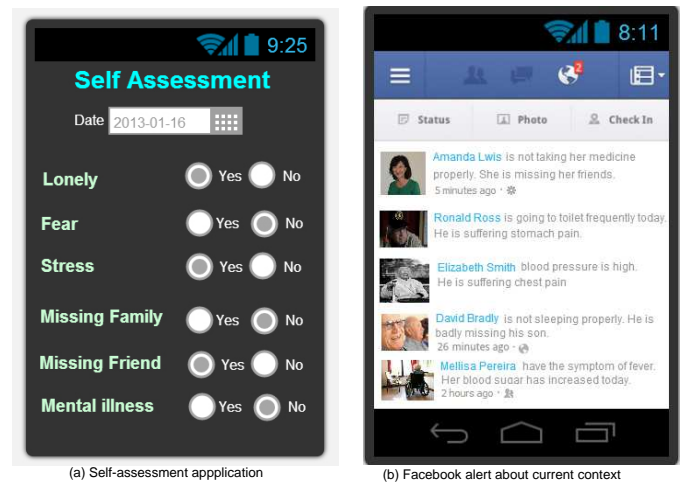 9:25
Self Assessment
Date 2013-01-16
Lonely Yes No
Fear Yes No
Stress Yes No
Missing Family Yes No
Missing Friend Yes No
Mental illness Yes No
(a) Self-assessment appplication
8:11
2
Status Photo Check In
Amanda Lwis is not taking her medicine
properly. She is missing her friends.
5 minutes ago ·
Ronald Ross is going to toilet frequently today.
He is suffering stomach pain.
Elizabeth Smith blood pressure is high.
He is suffering chest pain
David Bradly is not sleeping properly. He is
badly missing his son.
26 minutes ago ·
Mellisa Pereira have the symptom of fever.
Her blood sugar has increased today.
2 hours ago ·
(b) Facebook alert about current context